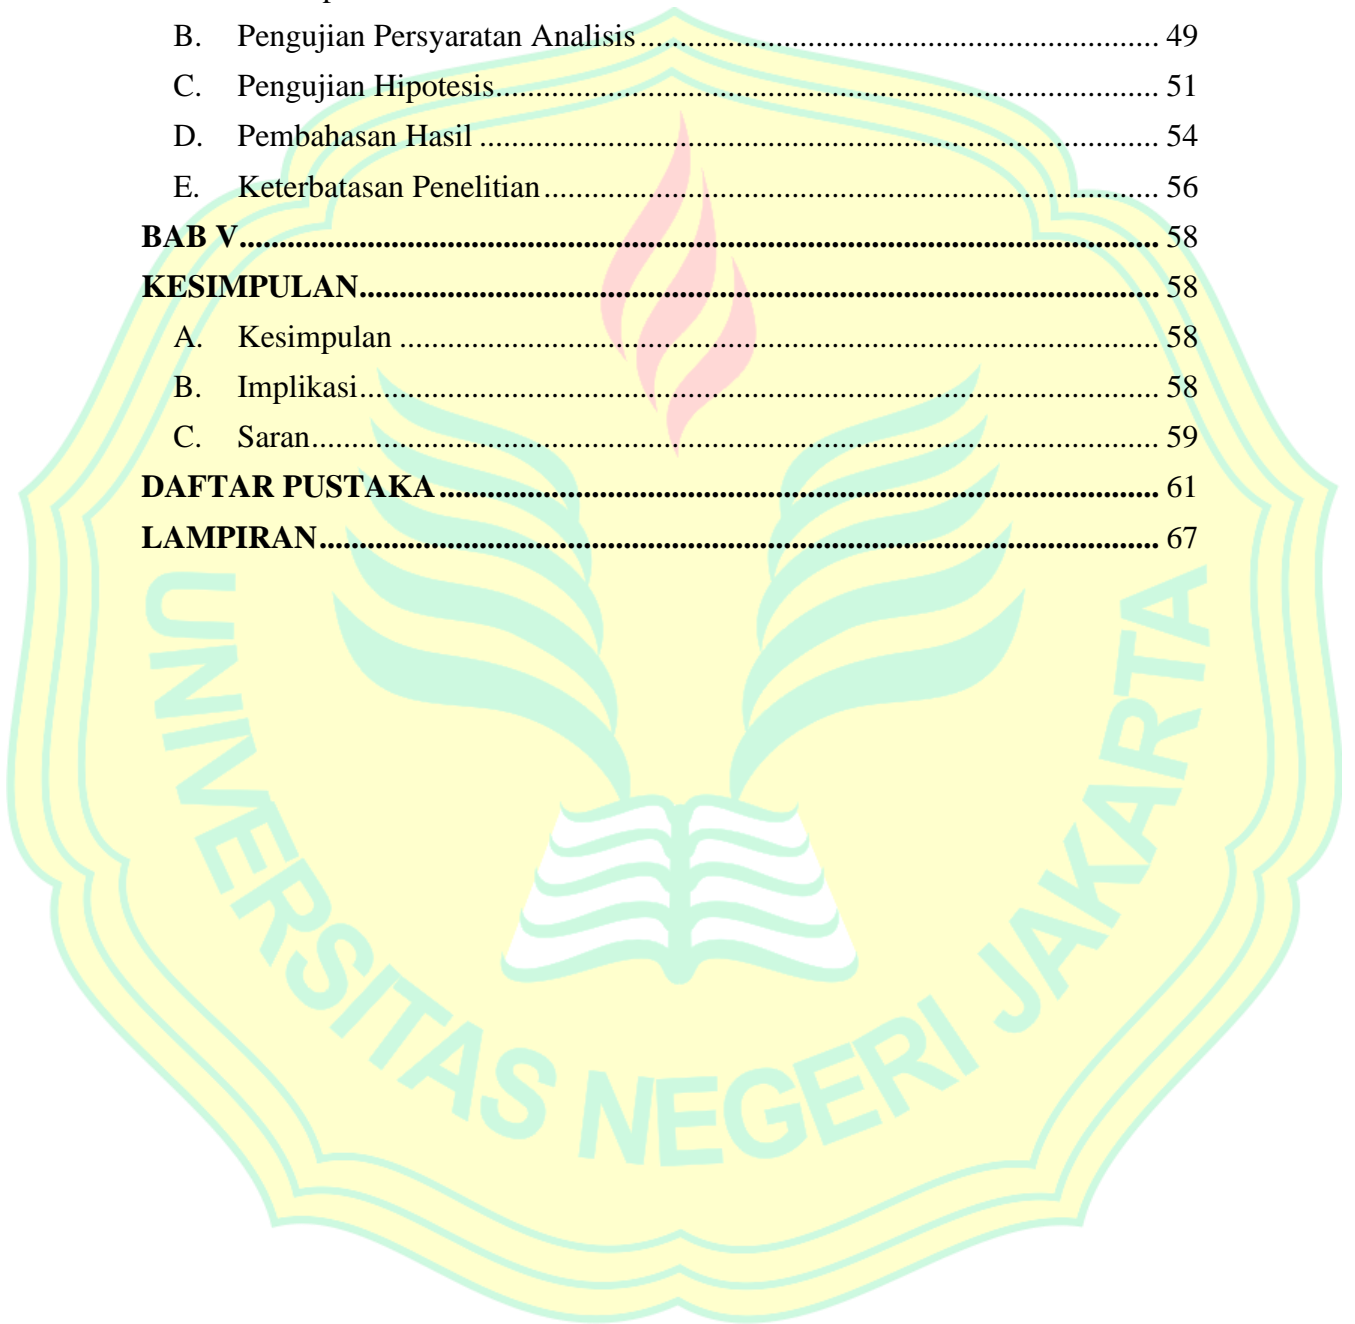 B. Pengujian Persyaratan Analisis ................................................................ 49
C. Pengujian Hipotesis ................................................................ 51
D. Pembahasan Hasil ................................................................ 54
E. Keterbatasan Penelitian ................................................................ 56
BAB V ................................................................ 58
KESIMPULAN ................................................................ 58
A. Kesimpulan ................................................................ 58
B. Implikasi ................................................................ 58
C. Saran ................................................................ 59
DAFTAR PUSTAKA ................................................................ 61
LAMPIRAN ................................................................ 67
UNIVERSITAS NEGERI JAKARTA